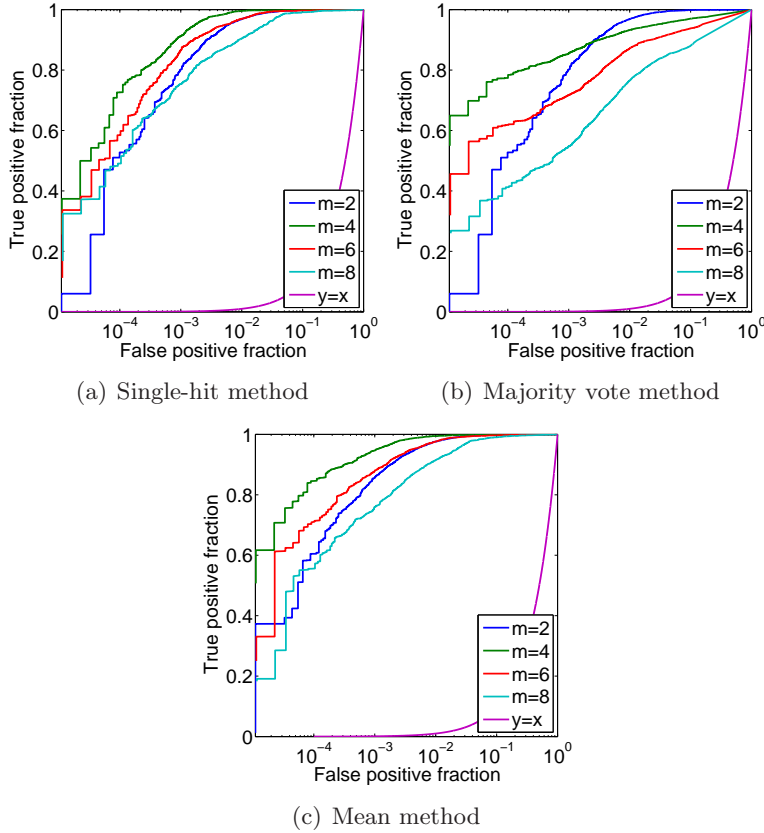 True positive fraction
1
0.8
0.6
0.4
0.2
0
10^-4 10^-3 10^-2 10^-1 10^0
False positive fraction
m=2
m=4
m=6
m=8
y=x
(a) Single-hit method
True positive fraction
1
0.8
0.6
0.4
0.2
0
10^-4 10^-3 10^-2 10^-1 10^0
False positive fraction
m=2
m=4
m=6
m=8
y=x
(b) Majority vote method
True positive fraction
1
0.8
0.6
0.4
0.2
0
10^-4 10^-3 10^-2 10^-1 10^0
False positive fraction
m=2
m=4
m=6
m=8
y=x
(c) Mean method